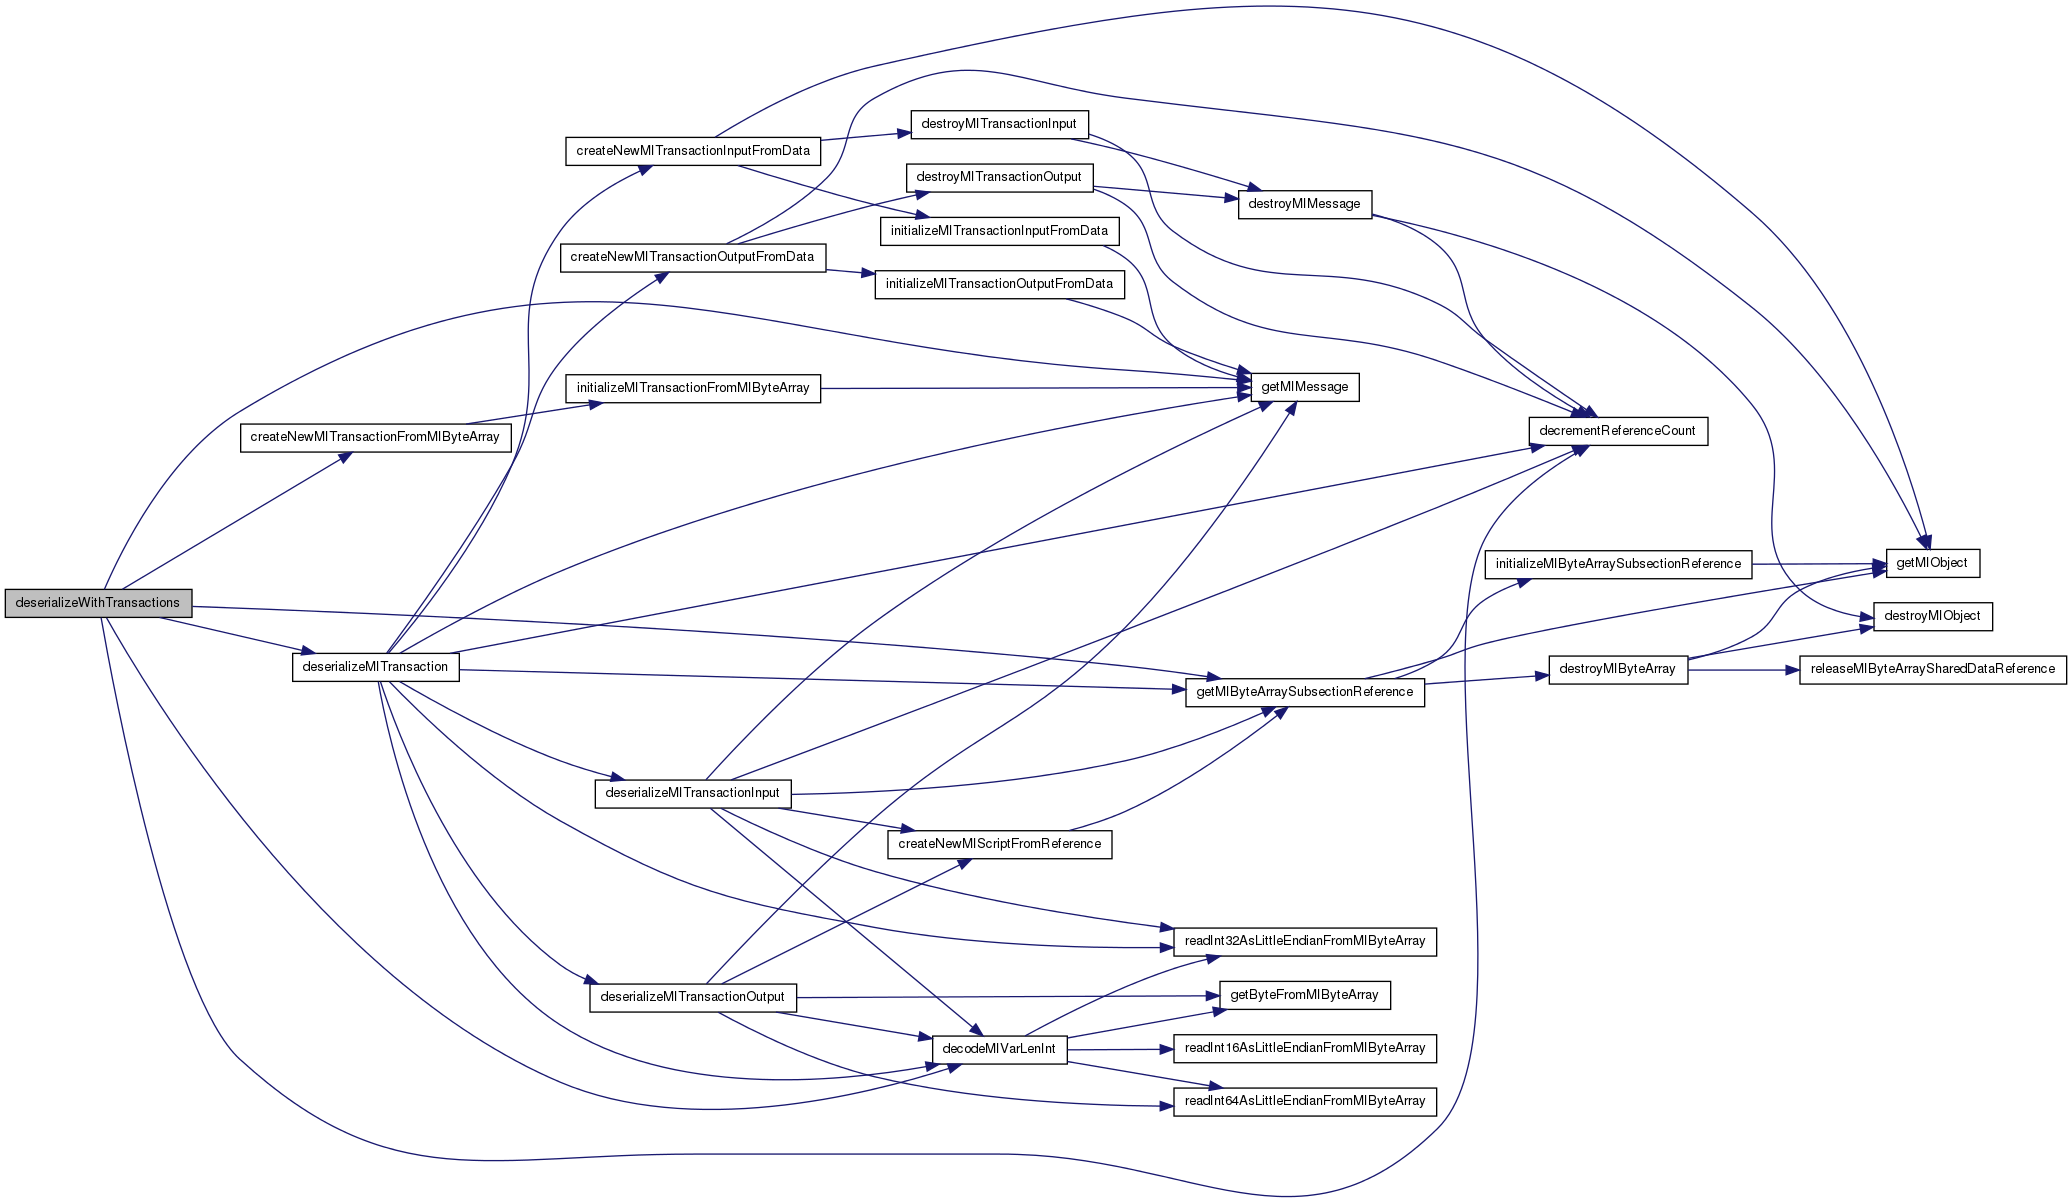 destroyMITransactionInput
createNewMITransactionInputFromData
destroyMITransactionOutput
destroyMIMessage
initializeMITransactionInputFromData
createNewMITransactionOutputFromData
initializeMITransactionOutputFromData
initializeMITransactionFromMIByteArray
getMIMessage
createNewMITransactionFromMIByteArray
decrementReferenceCount
initializeMIByteArraySubsectionReference
getMIObject
deserializeWithTransactions
destroyMIObject
deserializeMITransaction
destroyMIByteArray
releaseMIByteArraySharedDataReference
getMIByteArraySubsectionReference
deserializeMITransactionInput
createNewMIScriptFromReference
readInt32AsLittleEndianFromMIByteArray
deserializeMITransactionOutput
getByteFromMIByteArray
decodeMIVarLenInt
readInt16AsLittleEndianFromMIByteArray
readInt64AsLittleEndianFromMIByteArray